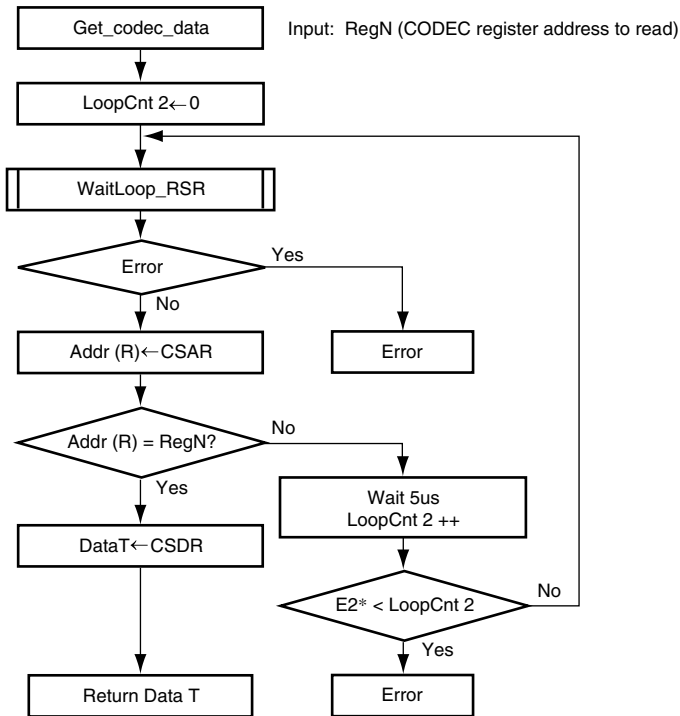 Get_codec_data
Input: RegN (CODEC register address to read)
LoopCnt 2←0
WaitLoop_RSR
Error
Yes
No
Addr (R)←CSAR
Error
Addr (R) = RegN?
No
Yes
Wait 5us
LoopCnt 2 ++
DataT←CSDR
E2* < LoopCnt 2
No
Yes
Return Data T
Error